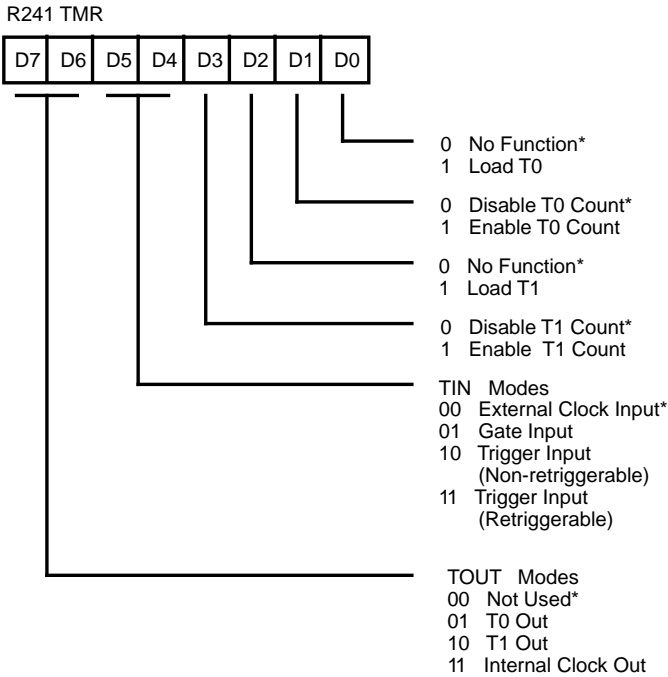 R241 TMR
D7 D6 D5 D4 D3 D2 D1 D0
0 No Function*
1 Load T0
0 Disable T0 Count*
1 Enable T0 Count
0 No Function*
1 Load T1
0 Disable T1 Count*
1 Enable T1 Count
TIN Modes
00 External Clock Input*
01 Gate Input
10 Trigger Input
(Non-retriggerable)
11 Trigger Input
(Retriggerable)
TOUT Modes
00 Not Used*
01 T0 Out
10 T1 Out
11 Internal Clock Out